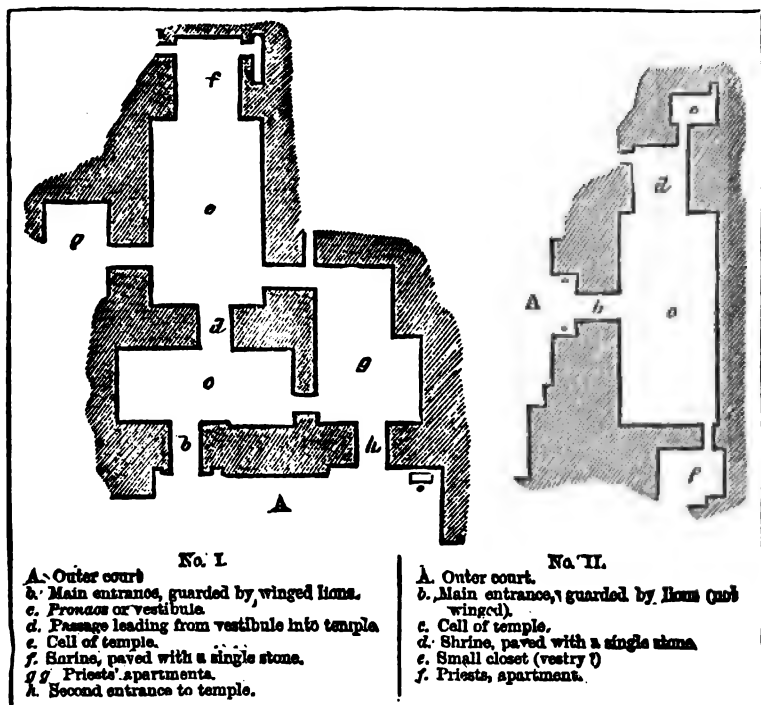 f
e
g
d
c
g
b
h
A
e
d
A
b
c
f
No. I.
A. Outer court
b. Main entrance, guarded by winged lions.
c. Pronaos or vestibule.
d. Passage leading from vestibule into temple
e. Cell of temple.
f. Shrine, paved with a single stone.
g g Priests' apartments.
h. Second entrance to temple.
No. II.
A. Outer court.
b. Main entrance, guarded by lions (not
winged).
c. Cell of temple.
d. Shrine, paved with a single stone
e. Small closet (vestry ?)
f. Priests, apartment.